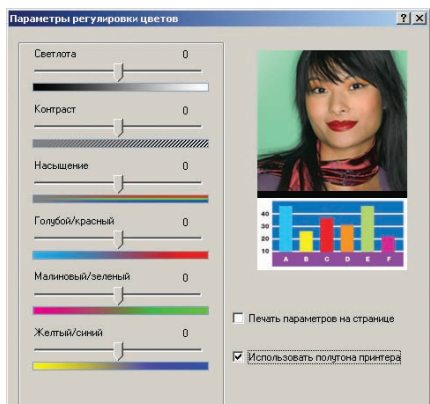 Параметры регулировки цветов
Светлота 0
Контраст 0
Насыщение 0
Голубой/красный 0
Малиновый/зеленый 0
Желтый/синий 0
40
30
20
10
A B C D E F
Печать параметров на странице
Использовать полутона принтера